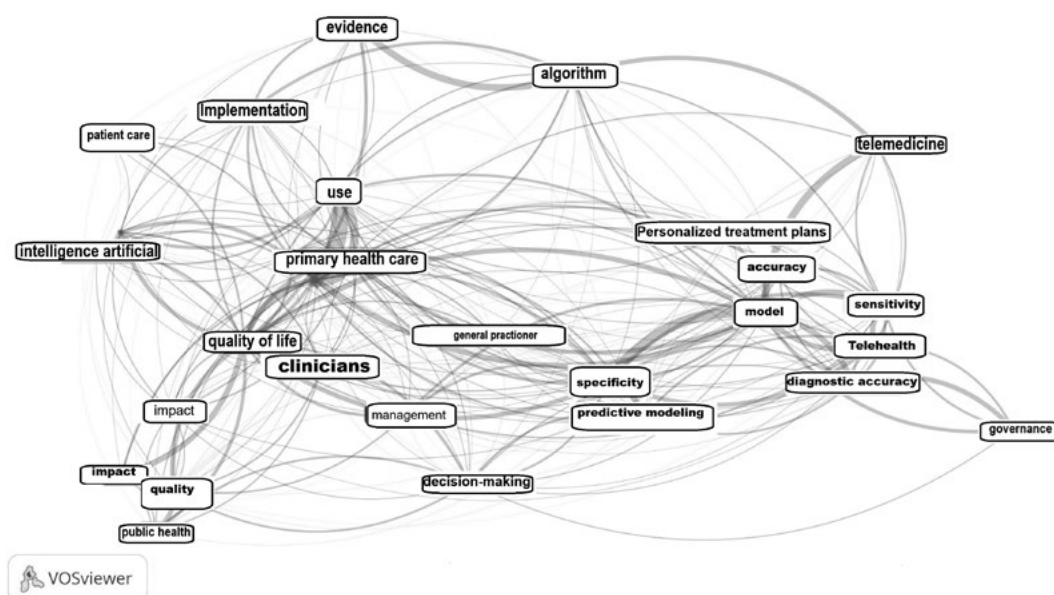 evidence
algorithm
Implementation
patient care
telemedicine
use
Personalized treatment plans
intelligence artificial
primary health care
accuracy
sensitivity
model
general practioner
quality of life
Telehealth
clinicians
specificity
diagnostic accuracy
impact
management
predictive modeling
governance
impact
decision-making
quality
public health
VOSviewer